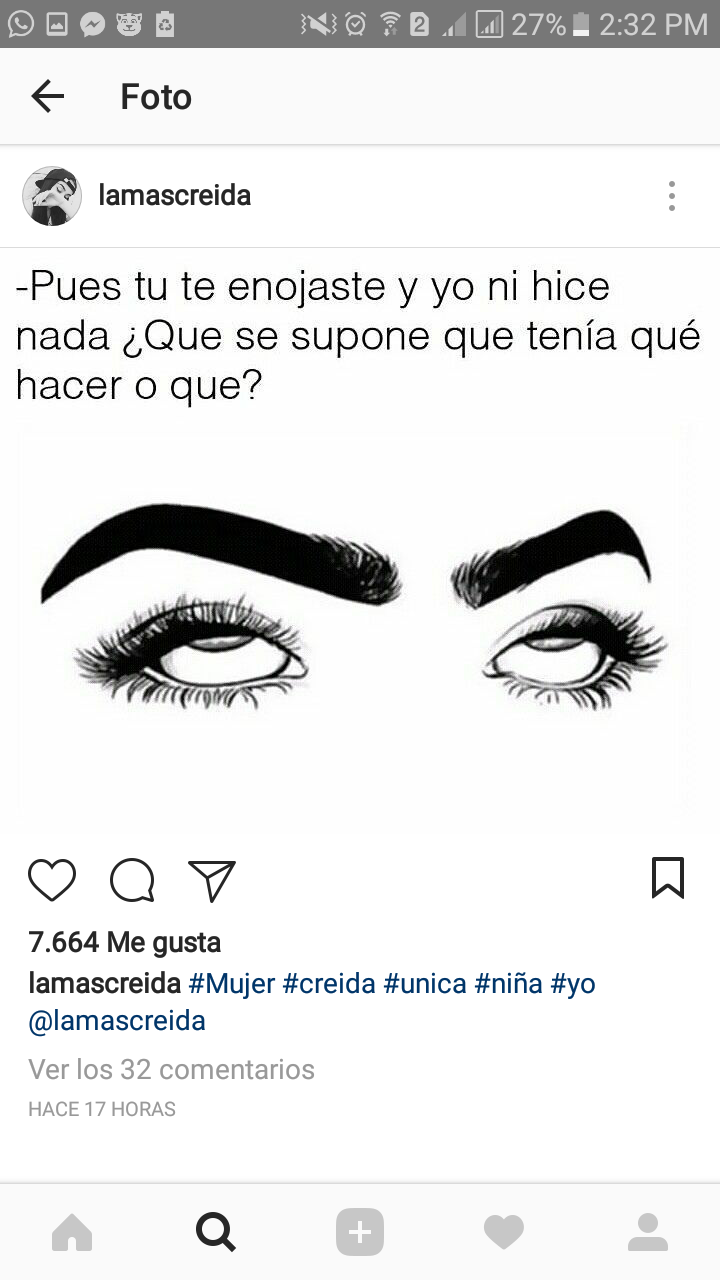 2 27% 2:32 PM
Foto
lamascreida
-Pues tu te enojaste y yo ni hice
nada ¿Que se supone que tenía qué
hacer o que?
7.664 Me gusta
lamascreida #Mujer #creida #unica #niña #yo
@lamascreida
Ver los 32 comentarios
HACE 17 HORAS